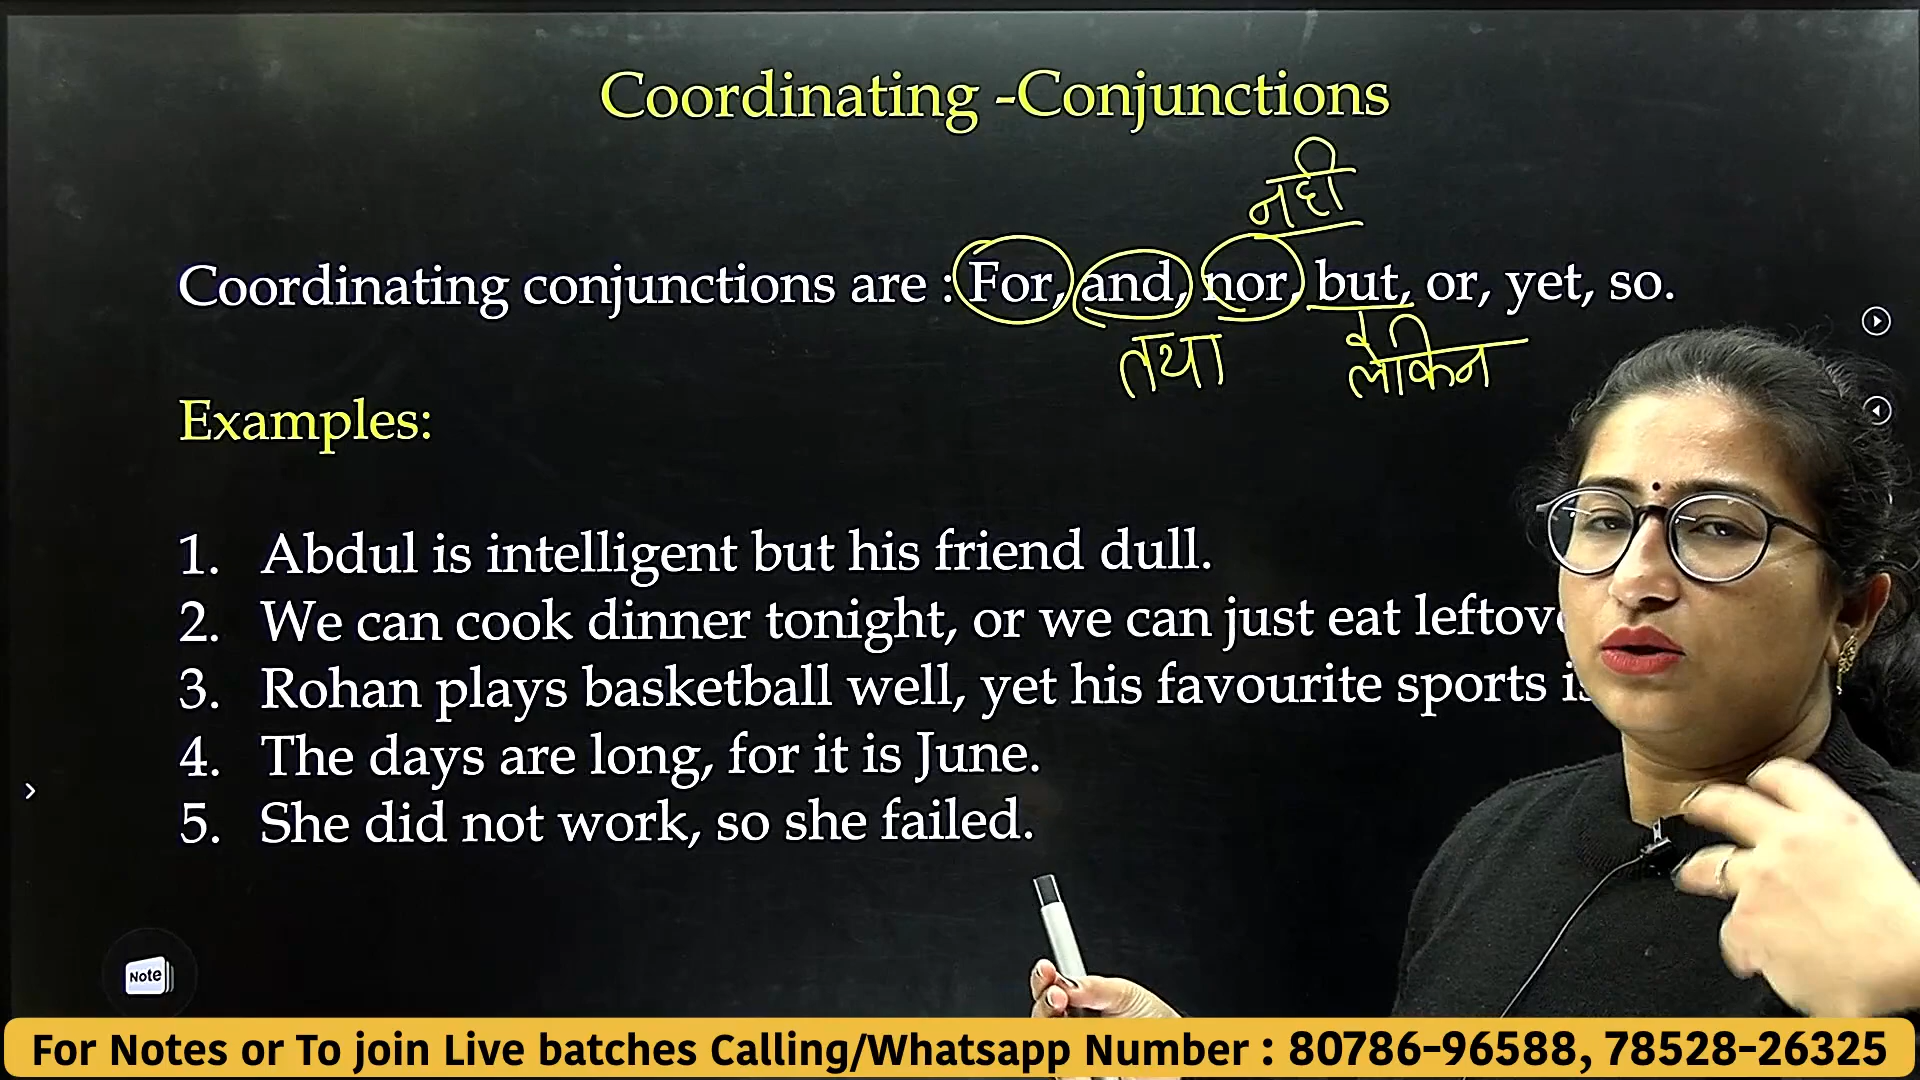 Coordinating -Conjunctions
नही
Coordinating conjunctions are : For, and, nor, but, or, yet, so.
तथा लेकिन
Examples:
1. Abdul is intelligent but his friend dull.
2. We can cook dinner tonight, or we can just eat
3. Rohan plays basketball well, yet his favourite sports
4. The days are long, for it is June.
5. She did not work, so she failed.
Note
For Notes or To join Live batches Calling/Whatsapp Number : 80786-96588, 78528-26325